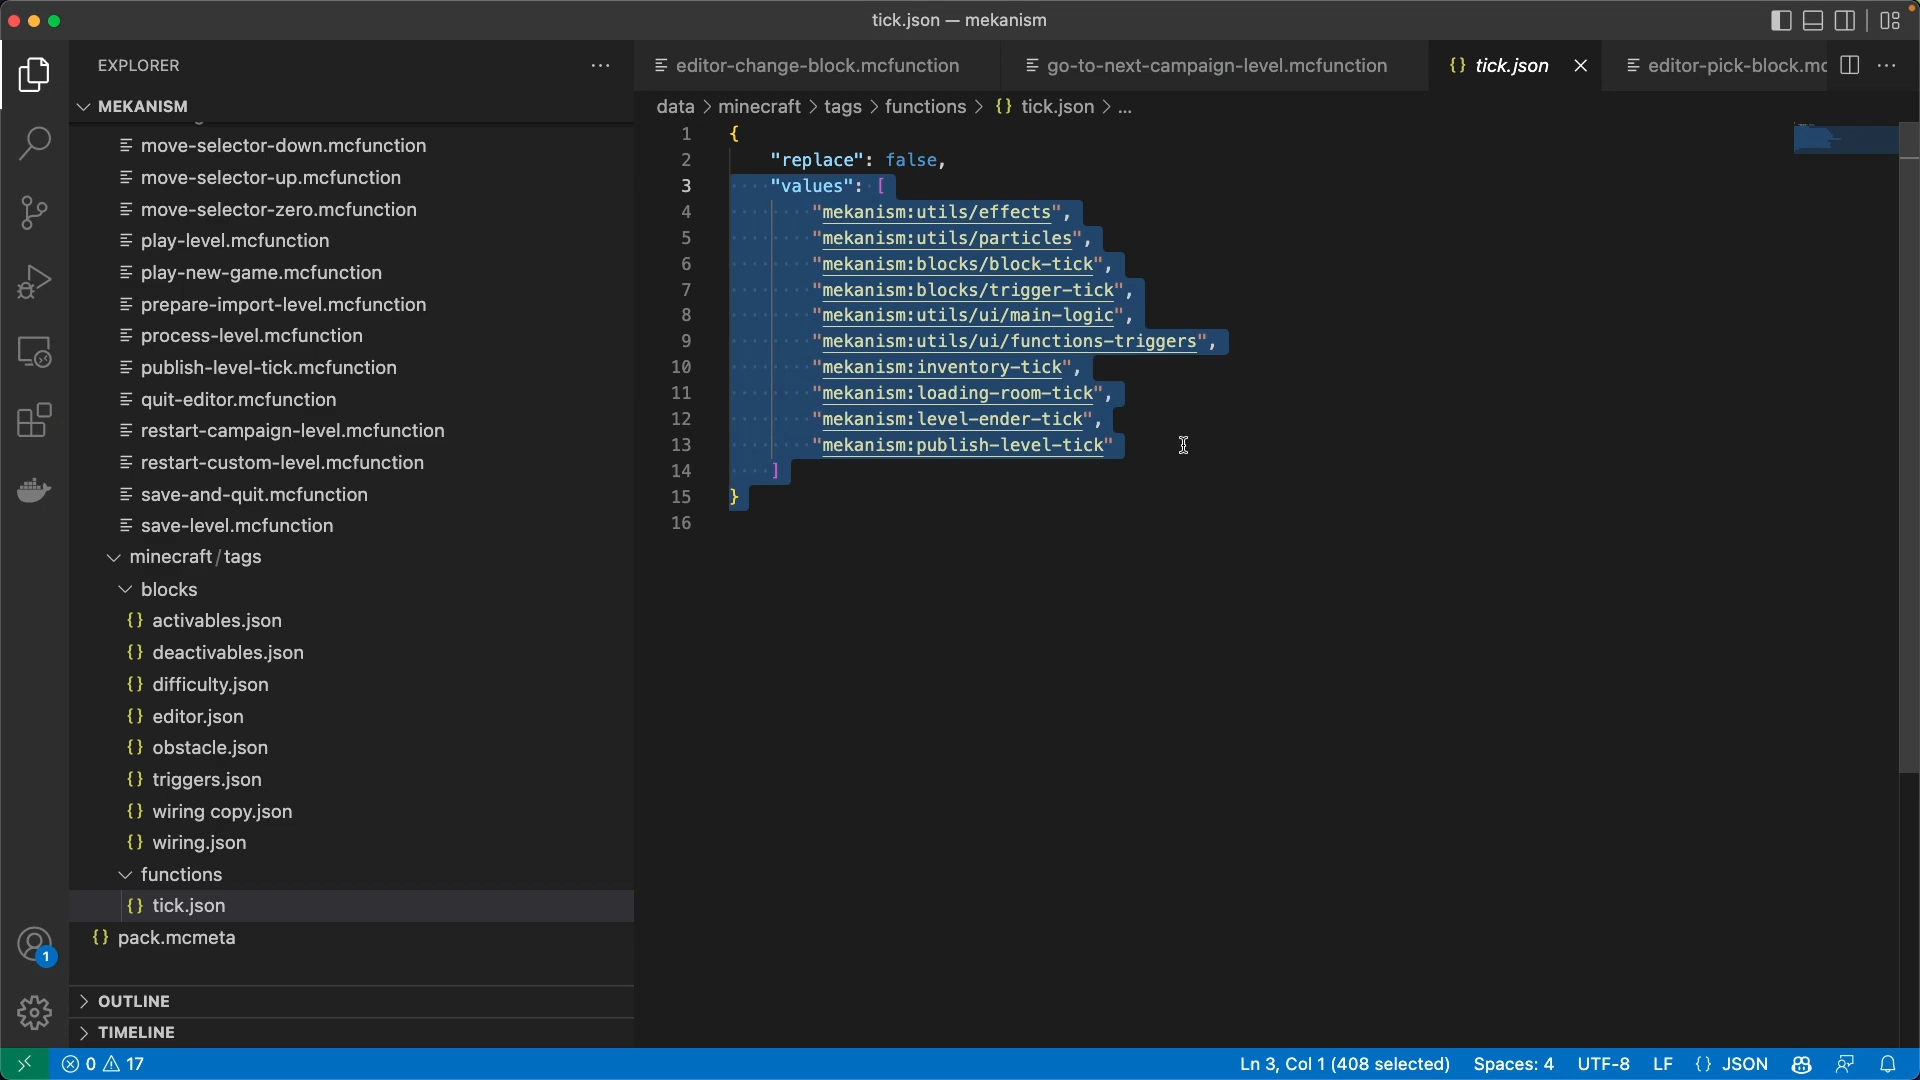 tick.json — mekanism
EXPLORER
MEKANISM
move-selector-down.mcfunction
move-selector-up.mcfunction
move-selector-zero.mcfunction
play-level.mcfunction
play-new-game.mcfunction
prepare-import-level.mcfunction
process-level.mcfunction
publish-level-tick.mcfunction
quit-editor.mcfunction
restart-campaign-level.mcfunction
restart-custom-level.mcfunction
save-and-quit.mcfunction
save-level.mcfunction
minecraft/tags
blocks
{} activables.json
{} deactivables.json
{} difficulty.json
{} editor.json
{} obstacle.json
{} triggers.json
{} wiring copy.json
{} wiring.json
functions
{} tick.json
{} pack.mcmeta
OUTLINE
TIMELINE
1
editor-change-block.mcfunction go-to-next-campaign-level.mcfunction {} tick.json editor-pick-block.mc
data > minecraft > tags > functions > {} tick.json > ...
1 {
2 "replace": false,
3 "values": [
4 "mekanism:utils/effects",
5 "mekanism:utils/particles",
6 "mekanism:blocks/block-tick",
7 "mekanism:blocks/trigger-tick",
8 "mekanism:utils/ui/main-logic",
9 "mekanism:utils/ui/functions-triggers",
10 "mekanism:inventory-tick",
11 "mekanism:loading-room-tick",
12 "mekanism:level-ender-tick",
13 "mekanism:publish-level-tick"
14 ]
15 }
16
0 17 Ln 3, Col 1 (408 selected) Spaces: 4 UTF-8 LF {} JSON